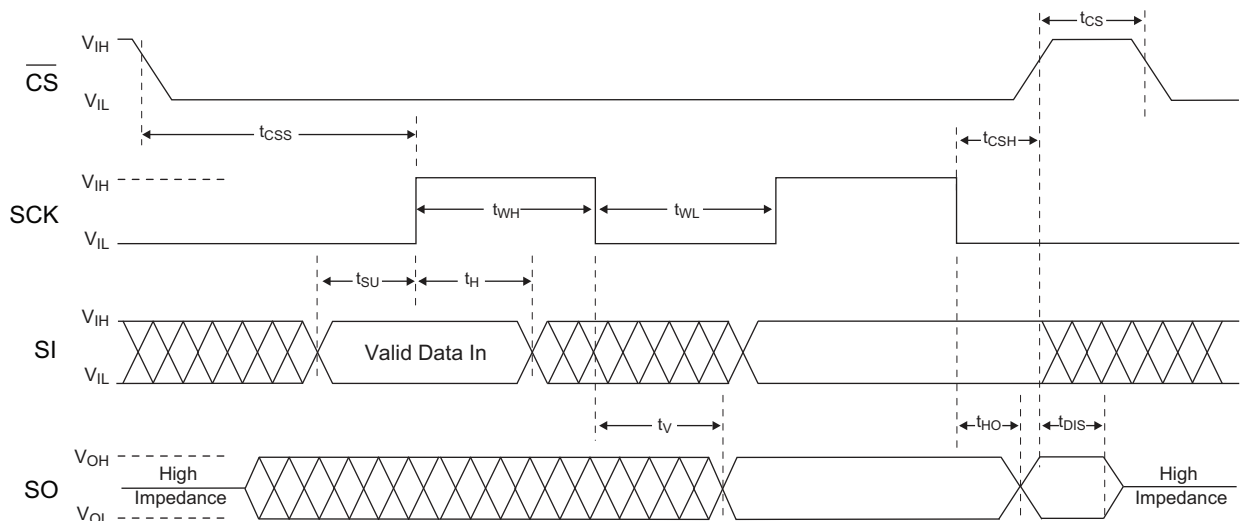 tCS
VIH
CS
VIL
tCSS
tCSH
VIH
SCK
tWH
tWL
VIL
tSU
tH
VIH
SI
Valid Data In
VIL
tV
tHO
tDIS
VOH
SO
High
Impedance
High
Impedance
VOL